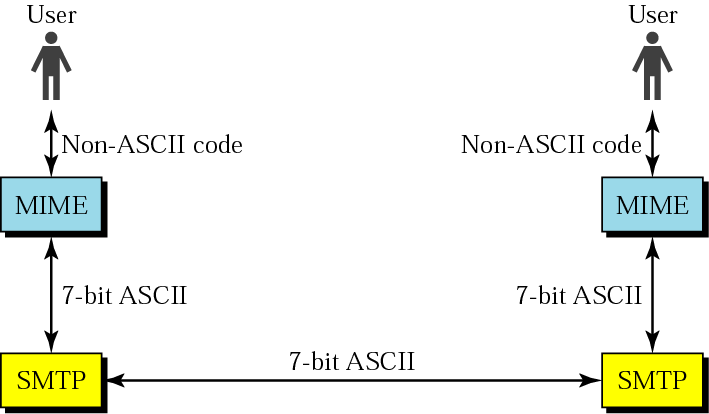 User
User
Non-ASCII code
Non-ASCII code
MIME
MIME
7-bit ASCII
7-bit ASCII
7-bit ASCII
SMTP
SMTP